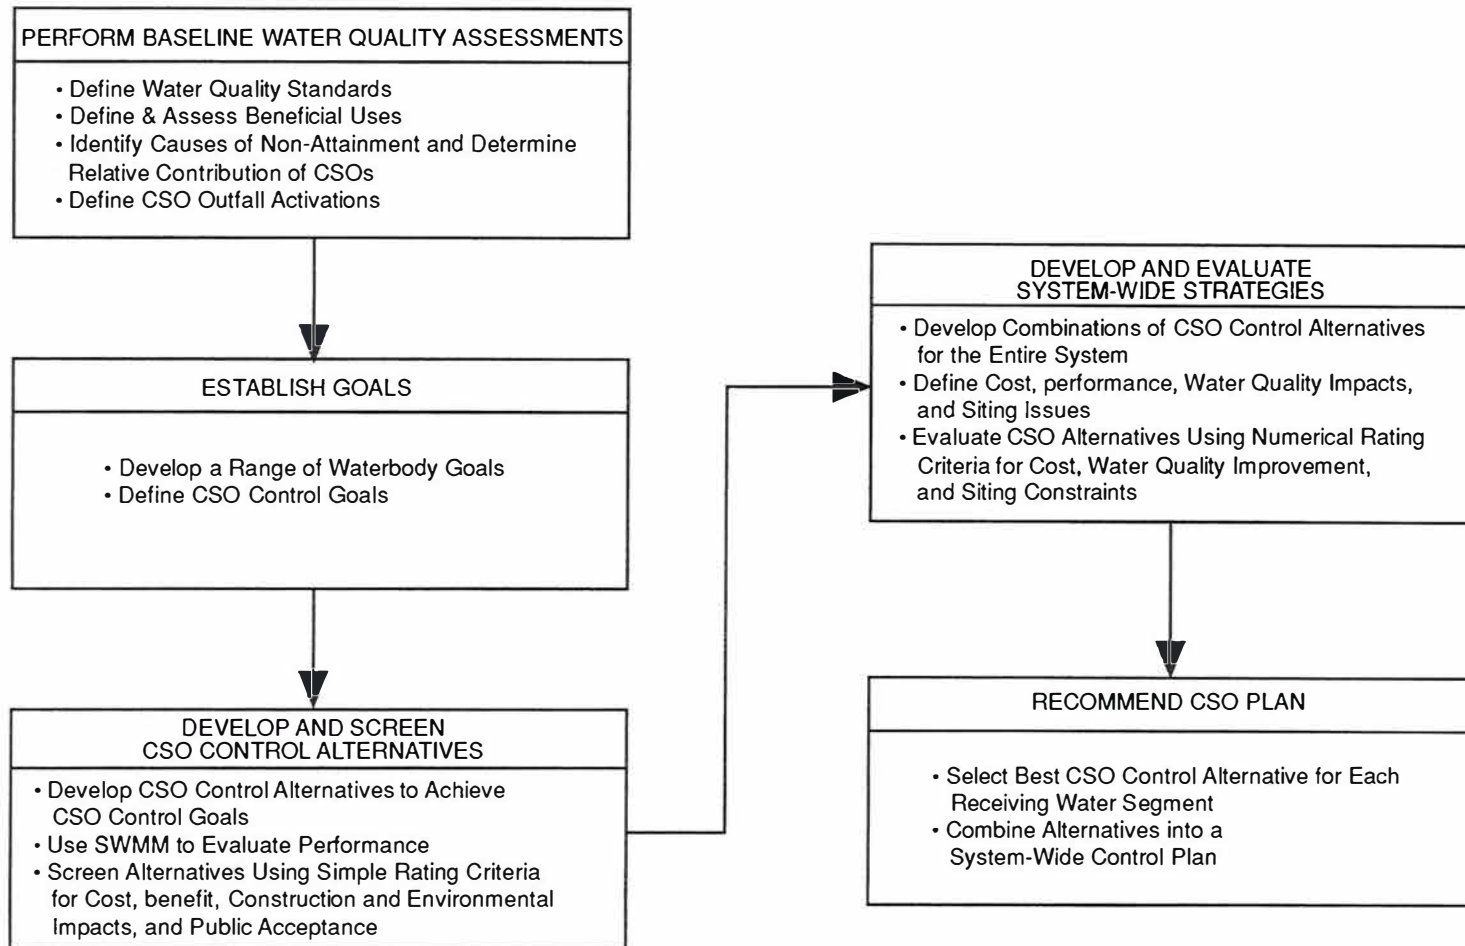 PERFORM BASELINE WATER QUALITY ASSESSMENTS
• Define Water Quality Standards
• Define & Assess Beneficial Uses
• Identify Causes of Non-Attainment and Determine
Relative Contribution of CSOs
• Define CSO Outfall Activations
ESTABLISH GOALS
• Develop a Range of Waterbody Goals
• Define CSO Control Goals
DEVELOP AND SCREEN
CSO CONTROL ALTERNATIVES
• Develop CSO Control Alternatives to Achieve
CSO Control Goals
• Use SWMM to Evaluate Performance
• Screen Alternatives Using Simple Rating Criteria
for Cost, benefit, Construction and Environmental
Impacts, and Public Acceptance
DEVELOP AND EVALUATE
SYSTEM-WIDE STRATEGIES
• Develop Combinations of CSO Control Alternatives
for the Entire System
• Define Cost, performance, Water Quality Impacts,
and Siting Issues
• Evaluate CSO Alternatives Using Numerical Rating
Criteria for Cost, Water Quality Improvement,
and Siting Constraints
RECOMMEND CSO PLAN
• Select Best CSO Control Alternative for Each
Receiving Water Segment
• Combine Alternatives into a
System-Wide Control Plan